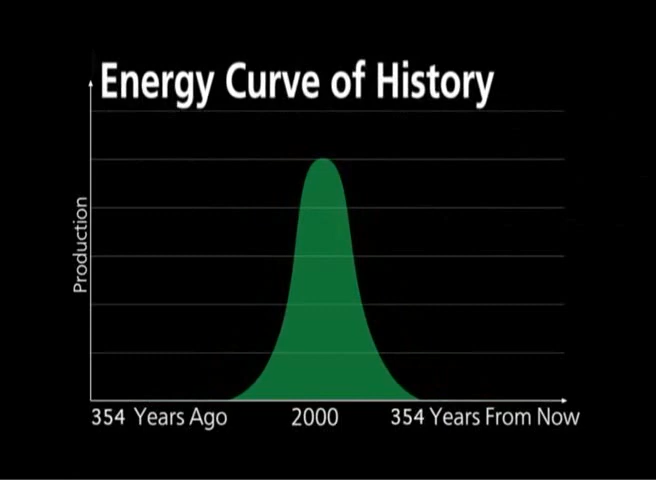 Energy Curve of History
Production
354 Years Ago
2000
354 Years From Now